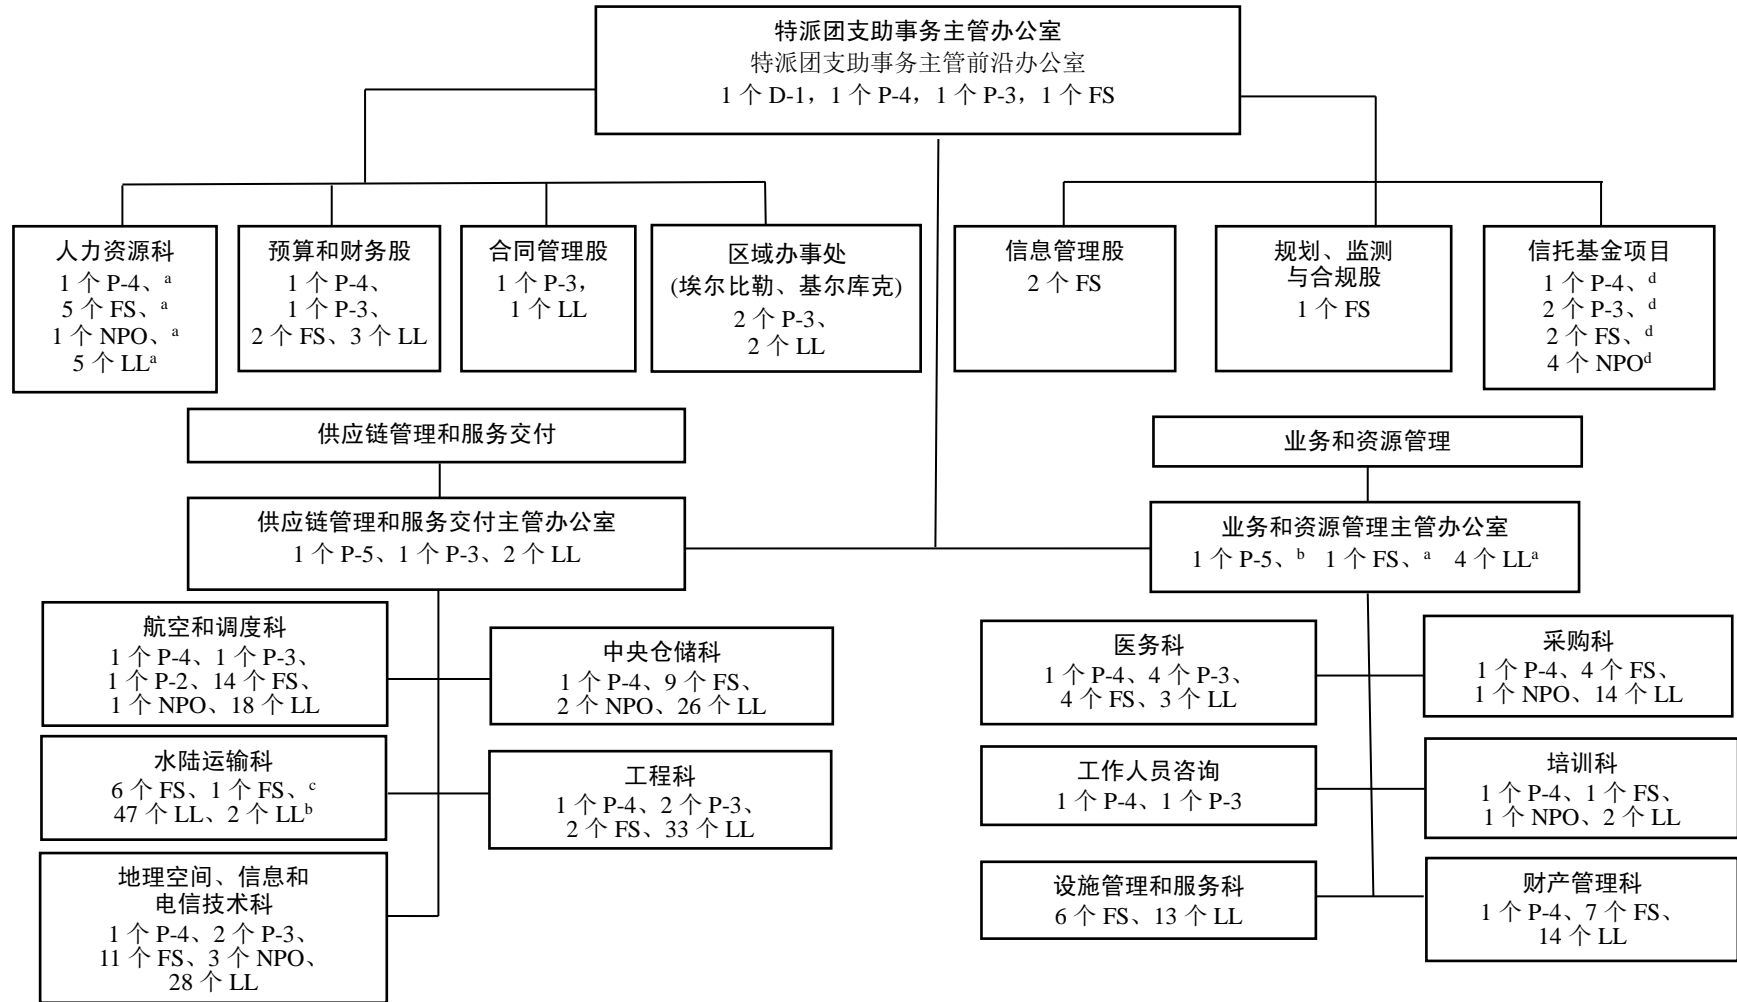 特派团支助事务主管办公室
特派团支助事务主管前沿办公室
1 个 D-1，1 个 P-4，1 个 P-3，1 个 FS
人力资源科
1 个 P-4、a
5 个 FS、a
1 个 NPO、a
5 个 LLa
预算和财务股
1 个 P-4、
1 个 P-3、
2 个 FS、3 个 LL
合同管理股
1 个 P-3，
1 个 LL
区域办事处
(埃尔比勒、基尔库克)
2 个 P-3、
2 个 LL
信息管理股
2 个 FS
规划、监测
与合规股
1 个 FS
信托基金项目
1 个 P-4、d
2 个 P-3、d
2 个 FS、d
4 个 NPOd
供应链管理和服务交付
业务和资源管理
供应链管理和服务交付主管办公室
1 个 P-5、1 个 P-3、2 个 LL
业务和资源管理主管办公室
1 个 P-5、b 1 个 FS、a 4 个 LLa
航空和调度科
1 个 P-4、1 个 P-3、
1 个 P-2、14 个 FS、
1 个 NPO、18 个 LL
中央仓储科
1 个 P-4、9 个 FS、
2 个 NPO、26 个 LL
水陆运输科
6 个 FS、1 个 FS、c
47 个 LL、2 个 LLb
工程科
1 个 P-4、2 个 P-3、
2 个 FS、33 个 LL
地理空间、信息和
电信技术科
1 个 P-4、2 个 P-3、
11 个 FS、3 个 NPO、
28 个 LL
医务科
1 个 P-4、4 个 P-3、
4 个 FS、3 个 LL
采购科
1 个 P-4、4 个 FS、
1 个 NPO、14 个 LL
工作人员咨询
1 个 P-4、1 个 P-3
培训科
1 个 P-4、1 个 FS、
1 个 NPO、2 个 LL
设施管理和服务科
6 个 FS、13 个 LL
财产管理科
1 个 P-4、7 个 FS、
14 个 LL